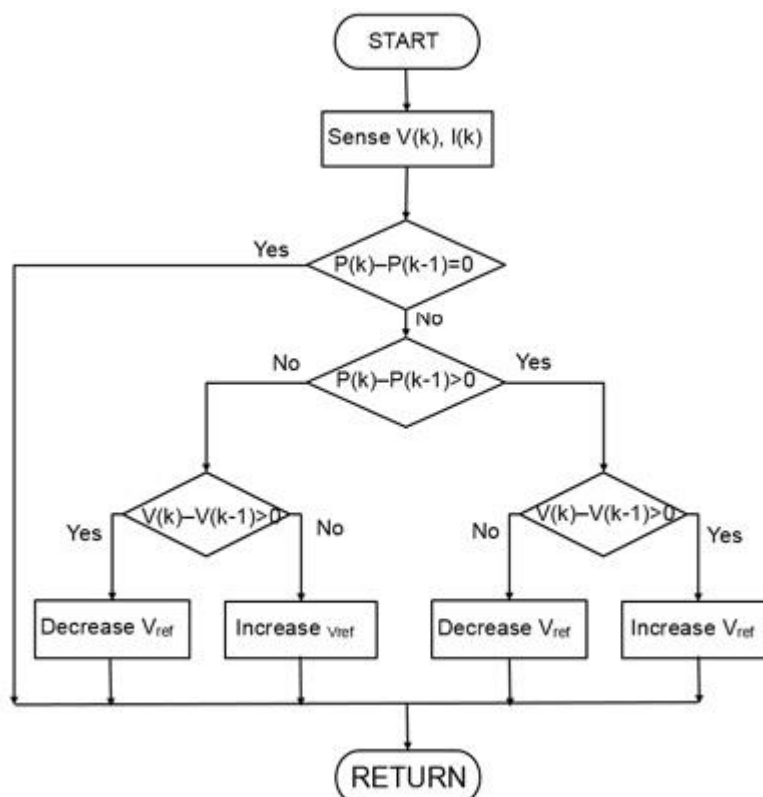 START
Sense V(k), I(k)
Yes
P(k)–P(k-1)=0
No
No
P(k)–P(k-1)>0
Yes
Yes
V(k)–V(k-1)>0
No
No
V(k)–V(k-1)>0
Yes
Decrease Vref
Increase Vref
Decrease Vref
Increase Vref
RETURN